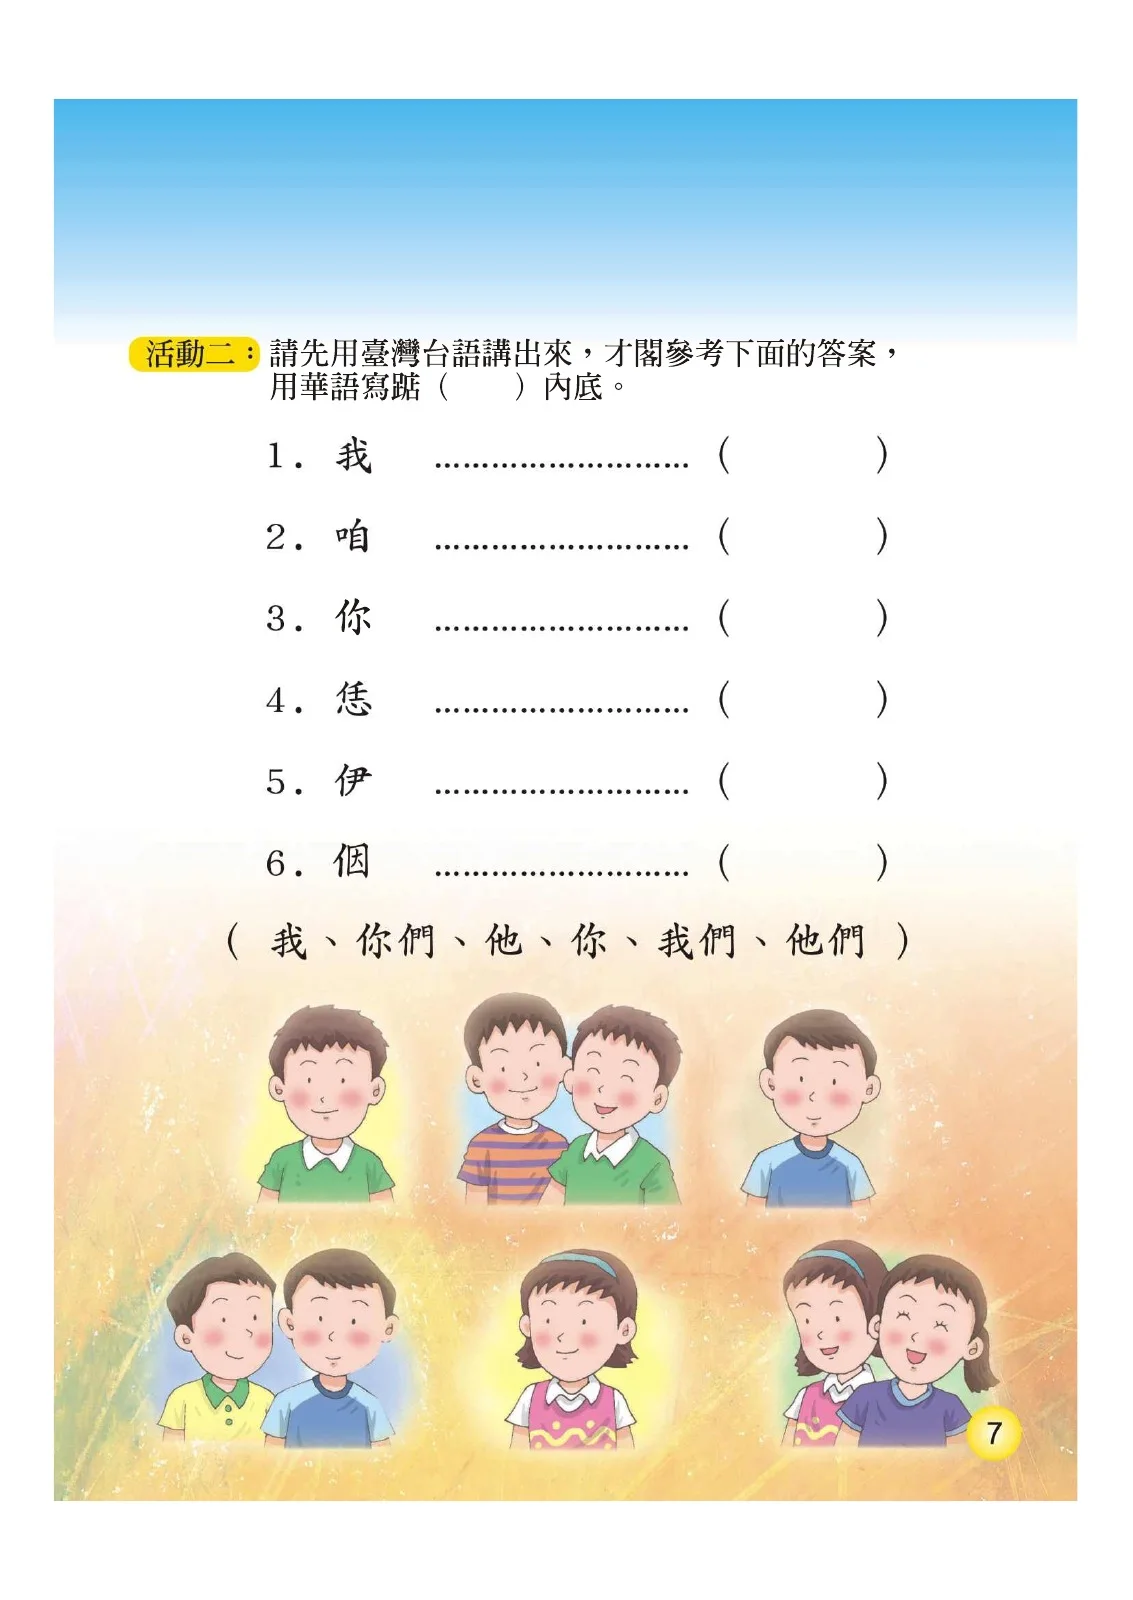 活動二：請先用臺灣台語講出來，才閣參考下面的答案，
用華語寫踮（　　）內底。
1. 我 ........................... (　　　)
2. 咱 ........................... (　　　)
3. 你 ........................... (　　　)
4. 恁 ........................... (　　　)
5. 伊 ........................... (　　　)
6. 𪜶 ........................... (　　　)
( 我、你們、他、你、我們、他們 )
7